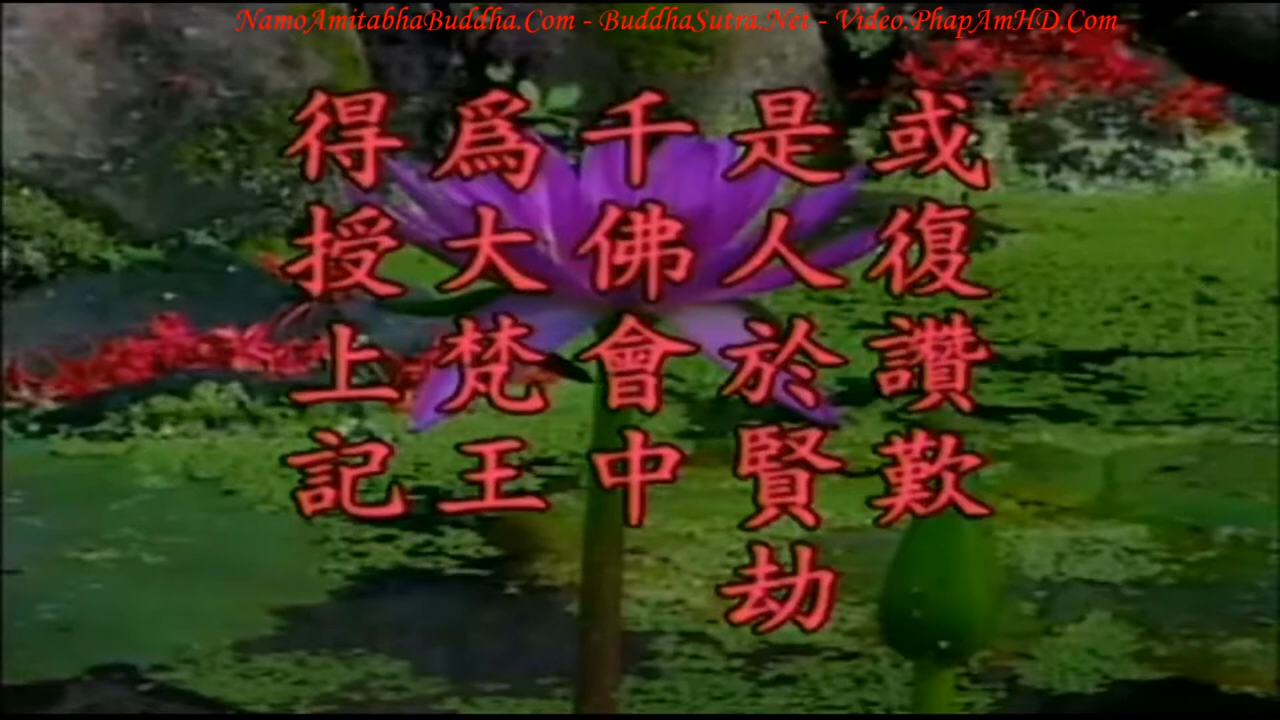 NamoAmitabhaBuddha.Com - BuddhaSutra.Net - Video.PhapAmHD.Com
或復讚歎
是人於賢劫
千佛會中
爲大梵王
得授上記